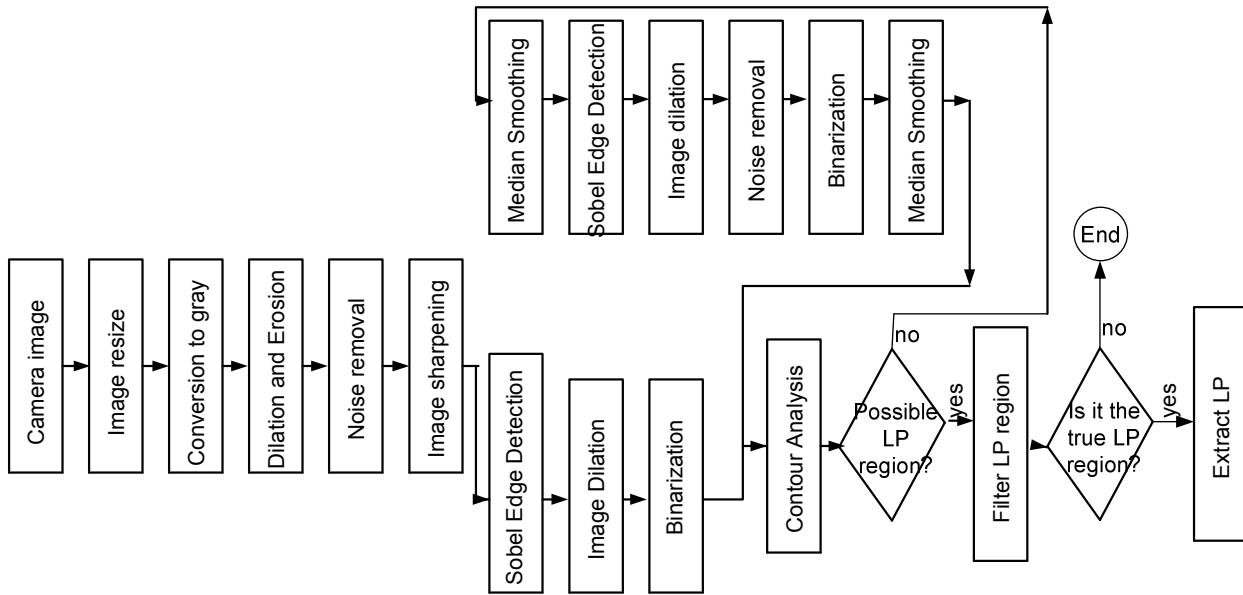 Median Smoothing
Sobel Edge Detection
Image dilation
Noise removal
Binarization
Median Smoothing
Camera image
Image resize
Conversion to gray
Dilation and Erosion
Noise removal
Image sharpening
Sobel Edge Detection
Image Dilation
Binarization
Contour Analysis
Possible
LP
region?
no
yes
Filter LP region
Is it the
true LP
region?
no
End
yes
Extract LP